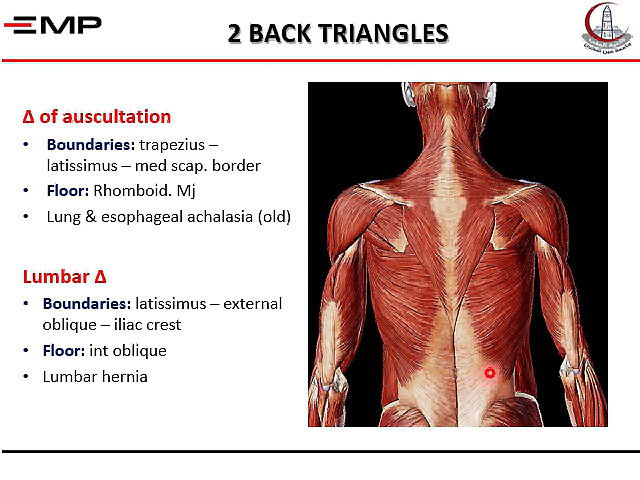 EMP
2 BACK TRIANGLES
Δ of auscultation
• Boundaries: trapezius –
latissimus – med scap. border
• Floor: Rhomboid. Mj
• Lung & esophageal achalasia (old)
Lumbar Δ
• Boundaries: latissimus – external
oblique – iliac crest
• Floor: int oblique
• Lumbar hernia